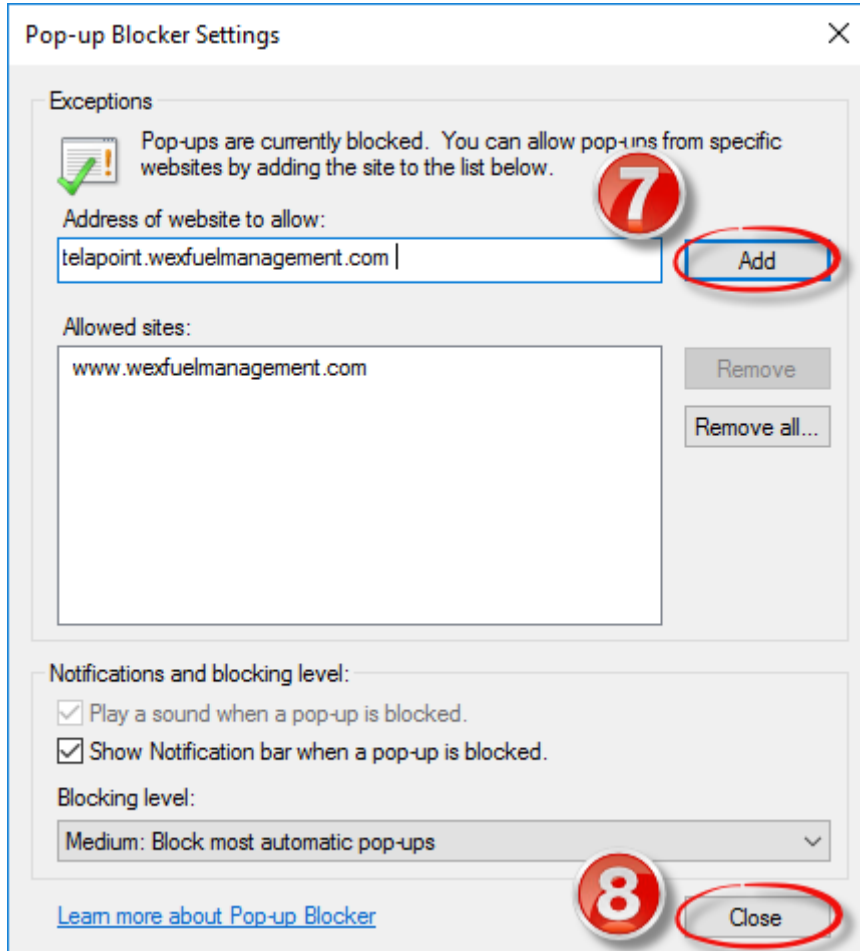 Pop-up Blocker Settings
Exceptions
Pop-ups are currently blocked. You can allow pop-ups from specific
websites by adding the site to the list below.
7
Address of website to allow:
telapoint.wexfuelmanagement.com
Add
Allowed sites:
www.wexfuelmanagement.com
Remove
Remove all...
Notifications and blocking level:
Play a sound when a pop-up is blocked.
Show Notification bar when a pop-up is blocked.
Blocking level:
Medium: Block most automatic pop-ups
8
Learn more about Pop-up Blocker
Close